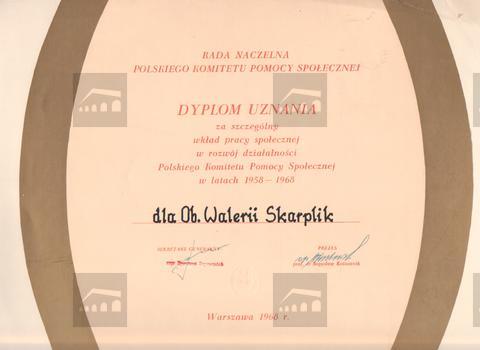 RADA NACZELNA
POLSKIEGO KOMITETU POMOCY SPOŁECZNEJ
DYPLOM UZNANIA
za szczególny
wkład pracy społecznej
w rozwój działalności
Polskiego Komitetu Pomocy Społecznej
w latach 1958—1968
dla Ob. Walerii Skarplik
SEKRETARZ GENERALNY
PREZES
Warszawa 1968 r.